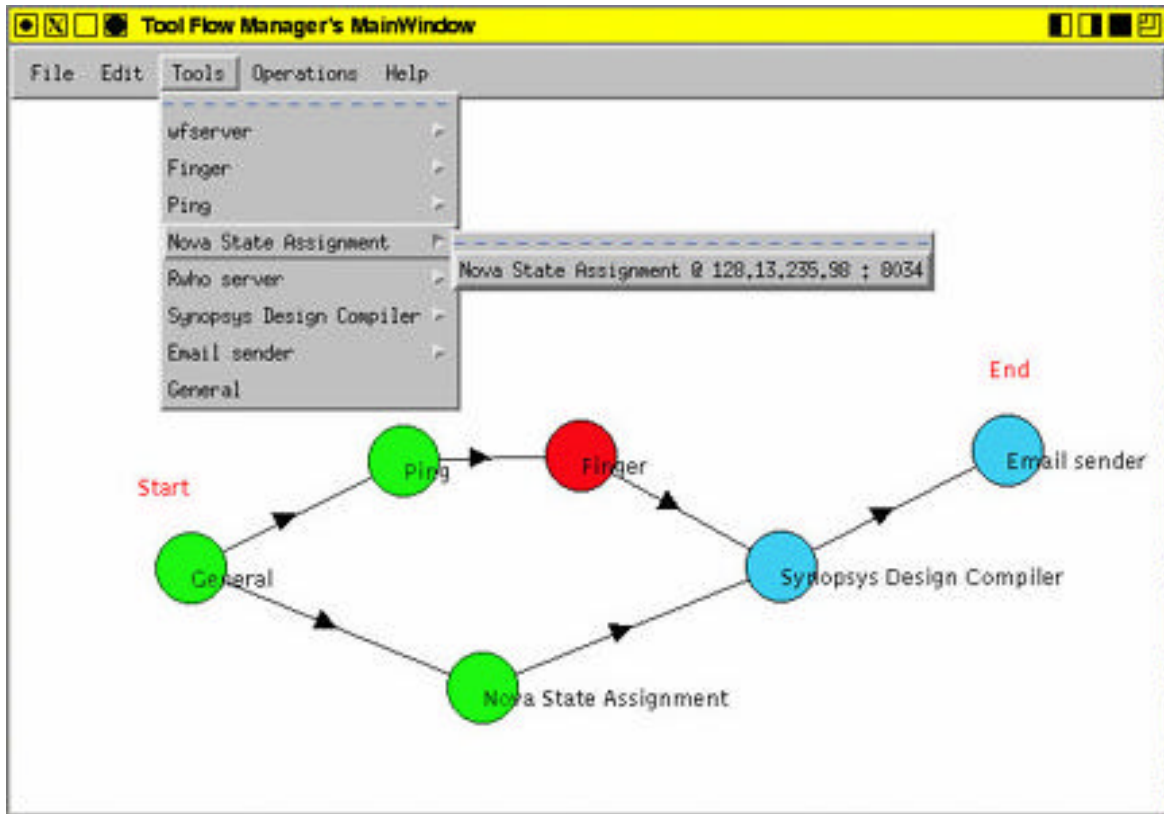 Tool Flow Manager's MainWindow
File Edit Tools Operations Help
wfserver
Finger
Ping
Nova State Assignment
Nova State Assignment @ 128.13.235.98 : 8034
Rwho server
Synopsys Design Compiler
Email sender
General
End
Ping
Finger
Email sender
Start
General
Synopsys Design Compiler
Nova State Assignment